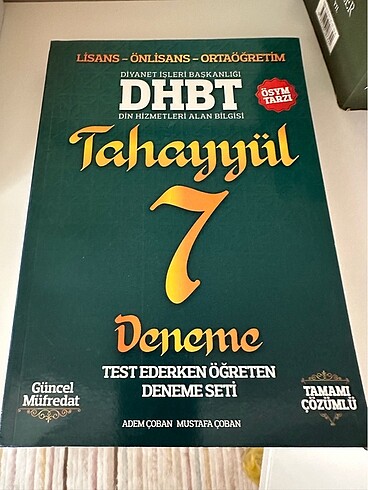 LİSANS – ÖNLİSANS – ORTAÖĞRETİM
DİYANET İŞLERİ BAŞKANLIĞI
DHBT
DİN HİZMETLERİ ALAN BİLGİSİ
ÖSYM
TARZI
Tahayyül
7
Deneme
TEST EDERKEN ÖĞRETEN
DENEME SETİ
Güncel
Müfredat
TAMAMI
ÇÖZÜMLÜ
ADEM ÇOBAN MUSTAFA ÇOBAN